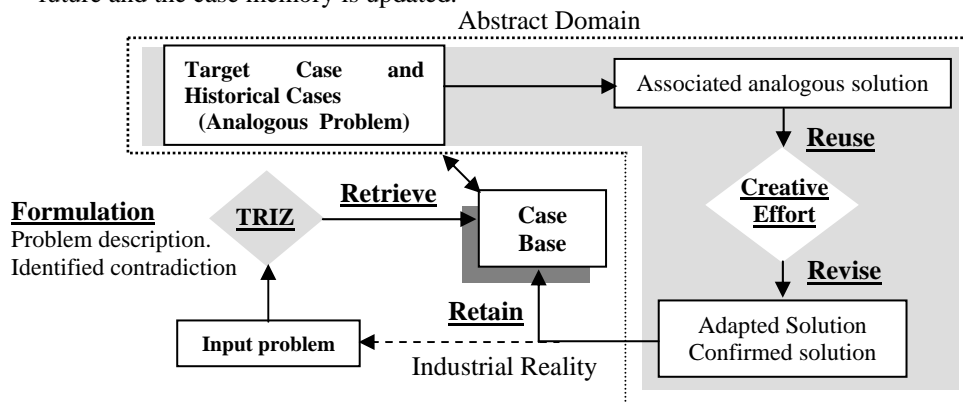 future and the case memory is updated.
Abstract Domain
Target Case and
Historical Cases
(Analogous Problem)
Associated analogous solution
Reuse
Creative
Effort
Revise
Adapted Solution
Confirmed solution
Formulation
Problem description.
Identified contradiction
TRIZ
Retrieve
Case
Base
Retain
Input problem
Industrial Reality